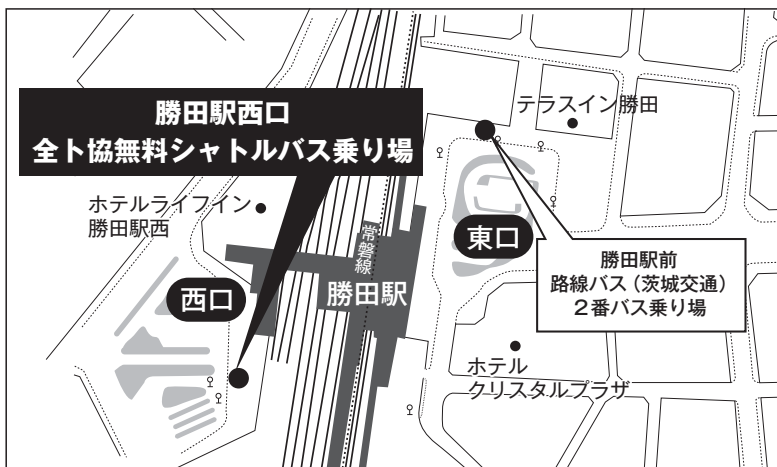 勝田駅西口
全ト協無料シャトルバス乗り場
テラスイン勝田
ホテルライフイン
勝田駅西
常磐線
東口
勝田駅
西口
勝田駅前
路線バス（茨城交通）
２番バス乗り場
ホテル
クリスタルプラザ